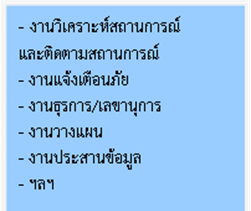 - งานวิเคราะห์สถานการณ์
และติดตามสถานการณ์
- งานแจ้งเตือนภัย
- งานธุรการ/เลขานุการ
- งานวางแผน
- งานประสานข้อมูล
- ฯลฯ